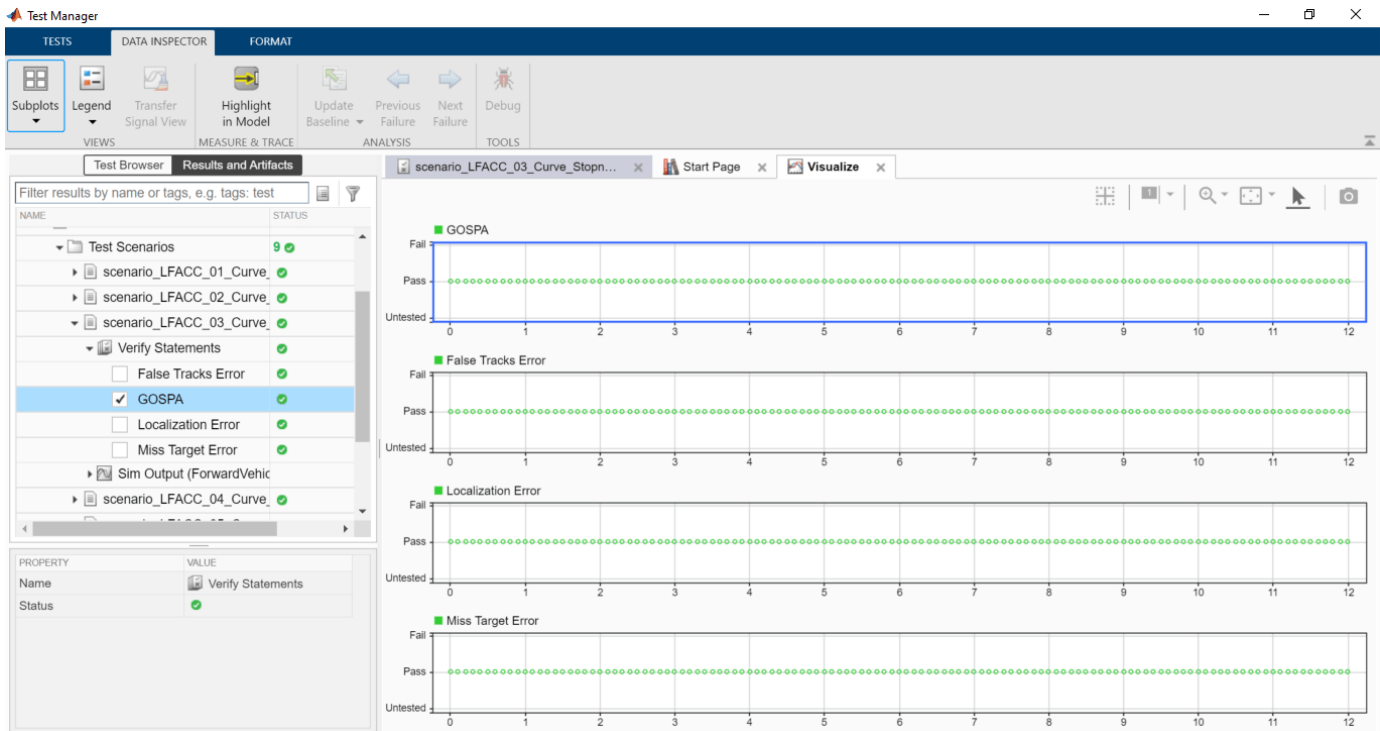 Test Manager
TESTS DATA INSPECTOR FORMAT
Subplots Legend Transfer Signal View Highlight in Model Update Baseline Previous Failure Next Failure Debug
VIEWS MEASURE & TRACE ANALYSIS TOOLS
Test Browser Results and Artifacts
Filter results by name or tags, e.g. tags: test
NAME STATUS
Test Scenarios 9
scenario_LFACC_01_Curve_
scenario_LFACC_02_Curve_
scenario_LFACC_03_Curve_
Verify Statements
False Tracks Error
GOSPA
Localization Error
Miss Target Error
Sim Output (ForwardVehic
scenario_LFACC_04_Curve_
PROPERTY VALUE
Name Verify Statements
Status
scenario_LFACC_03_Curve_Stopn... Start Page Visualize
1
GOSPA
Fail
Pass
Untested
0 1 2 3 4 5 6 7 8 9 10 11 12
False Tracks Error
Fail
Pass
Untested
0 1 2 3 4 5 6 7 8 9 10 11 12
Localization Error
Fail
Pass
Untested
0 1 2 3 4 5 6 7 8 9 10 11 12
Miss Target Error
Fail
Pass
Untested
0 1 2 3 4 5 6 7 8 9 10 11 12